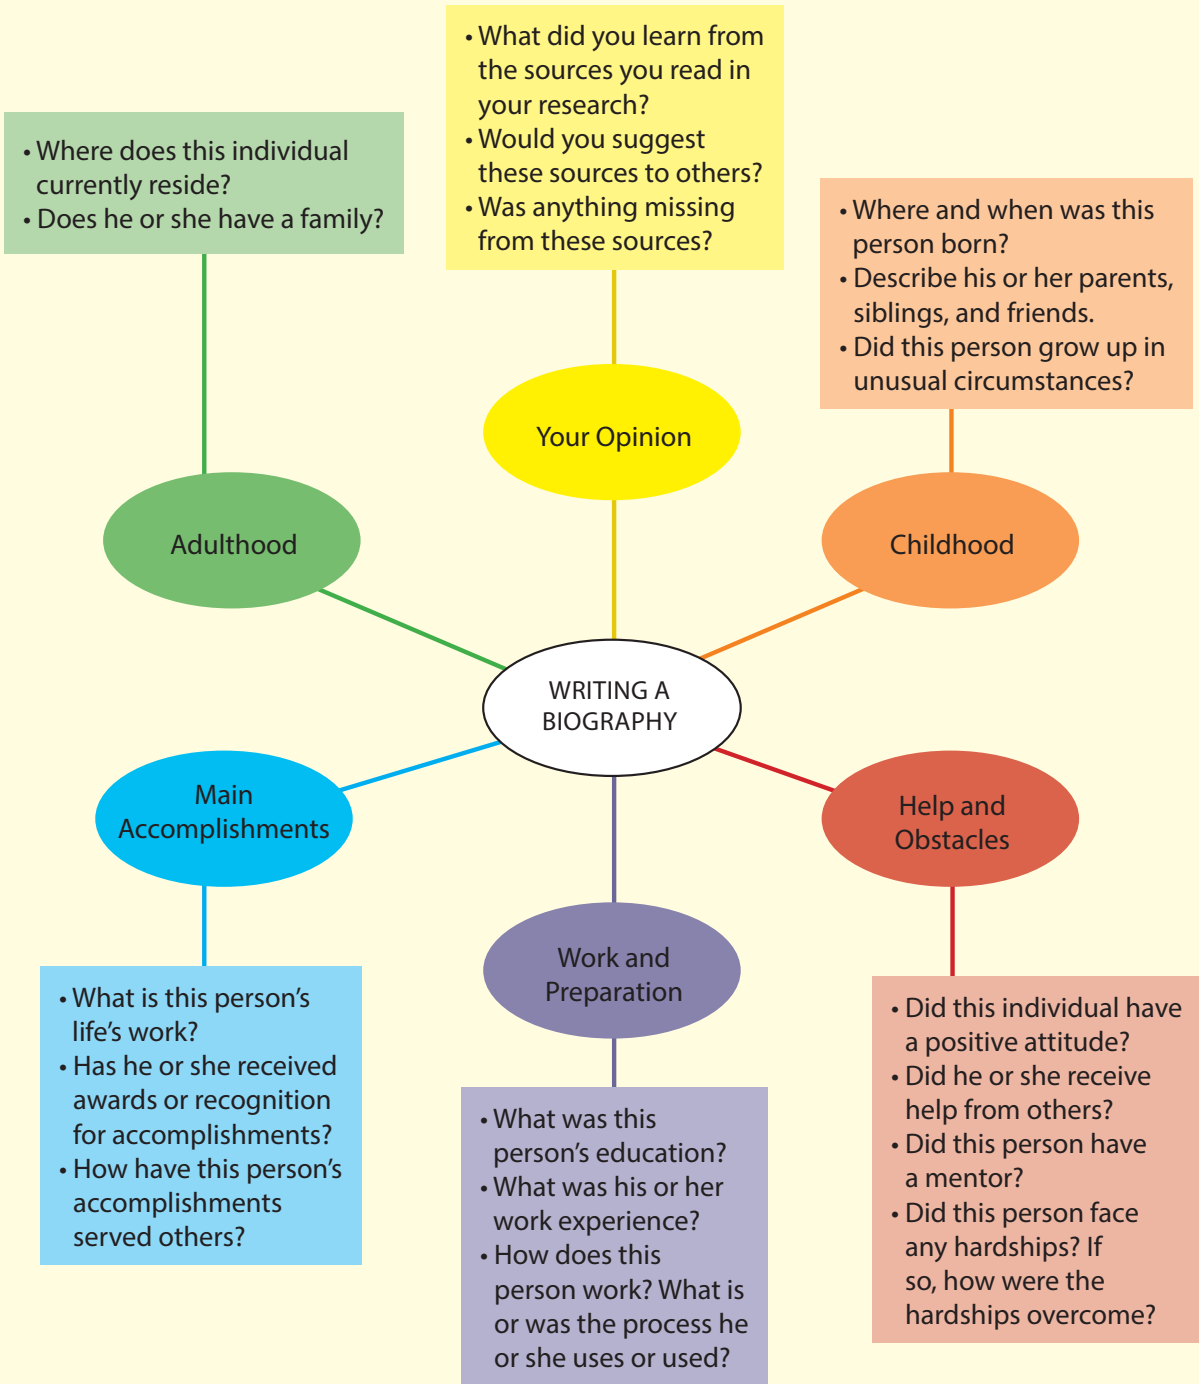 • What did you learn from
the sources you read in
your research?
• Would you suggest
these sources to others?
• Was anything missing
from these sources?
• Where does this individual
currently reside?
• Does he or she have a family?
• Where and when was this
person born?
• Describe his or her parents,
siblings, and friends.
• Did this person grow up in
unusual circumstances?
Your Opinion
Adulthood
Childhood
WRITING A
BIOGRAPHY
Main
Accomplishments
Help and
Obstacles
Work and
Preparation
• What is this person’s
life’s work?
• Has he or she received
awards or recognition
for accomplishments?
• How have this person’s
accomplishments
served others?
• What was this
person’s education?
• What was his or her
work experience?
• How does this
person work? What is
or was the process he
or she uses or used?
• Did this individual have
a positive attitude?
• Did he or she receive
help from others?
• Did this person have
a mentor?
• Did this person face
any hardships? If
so, how were the
hardships overcome?